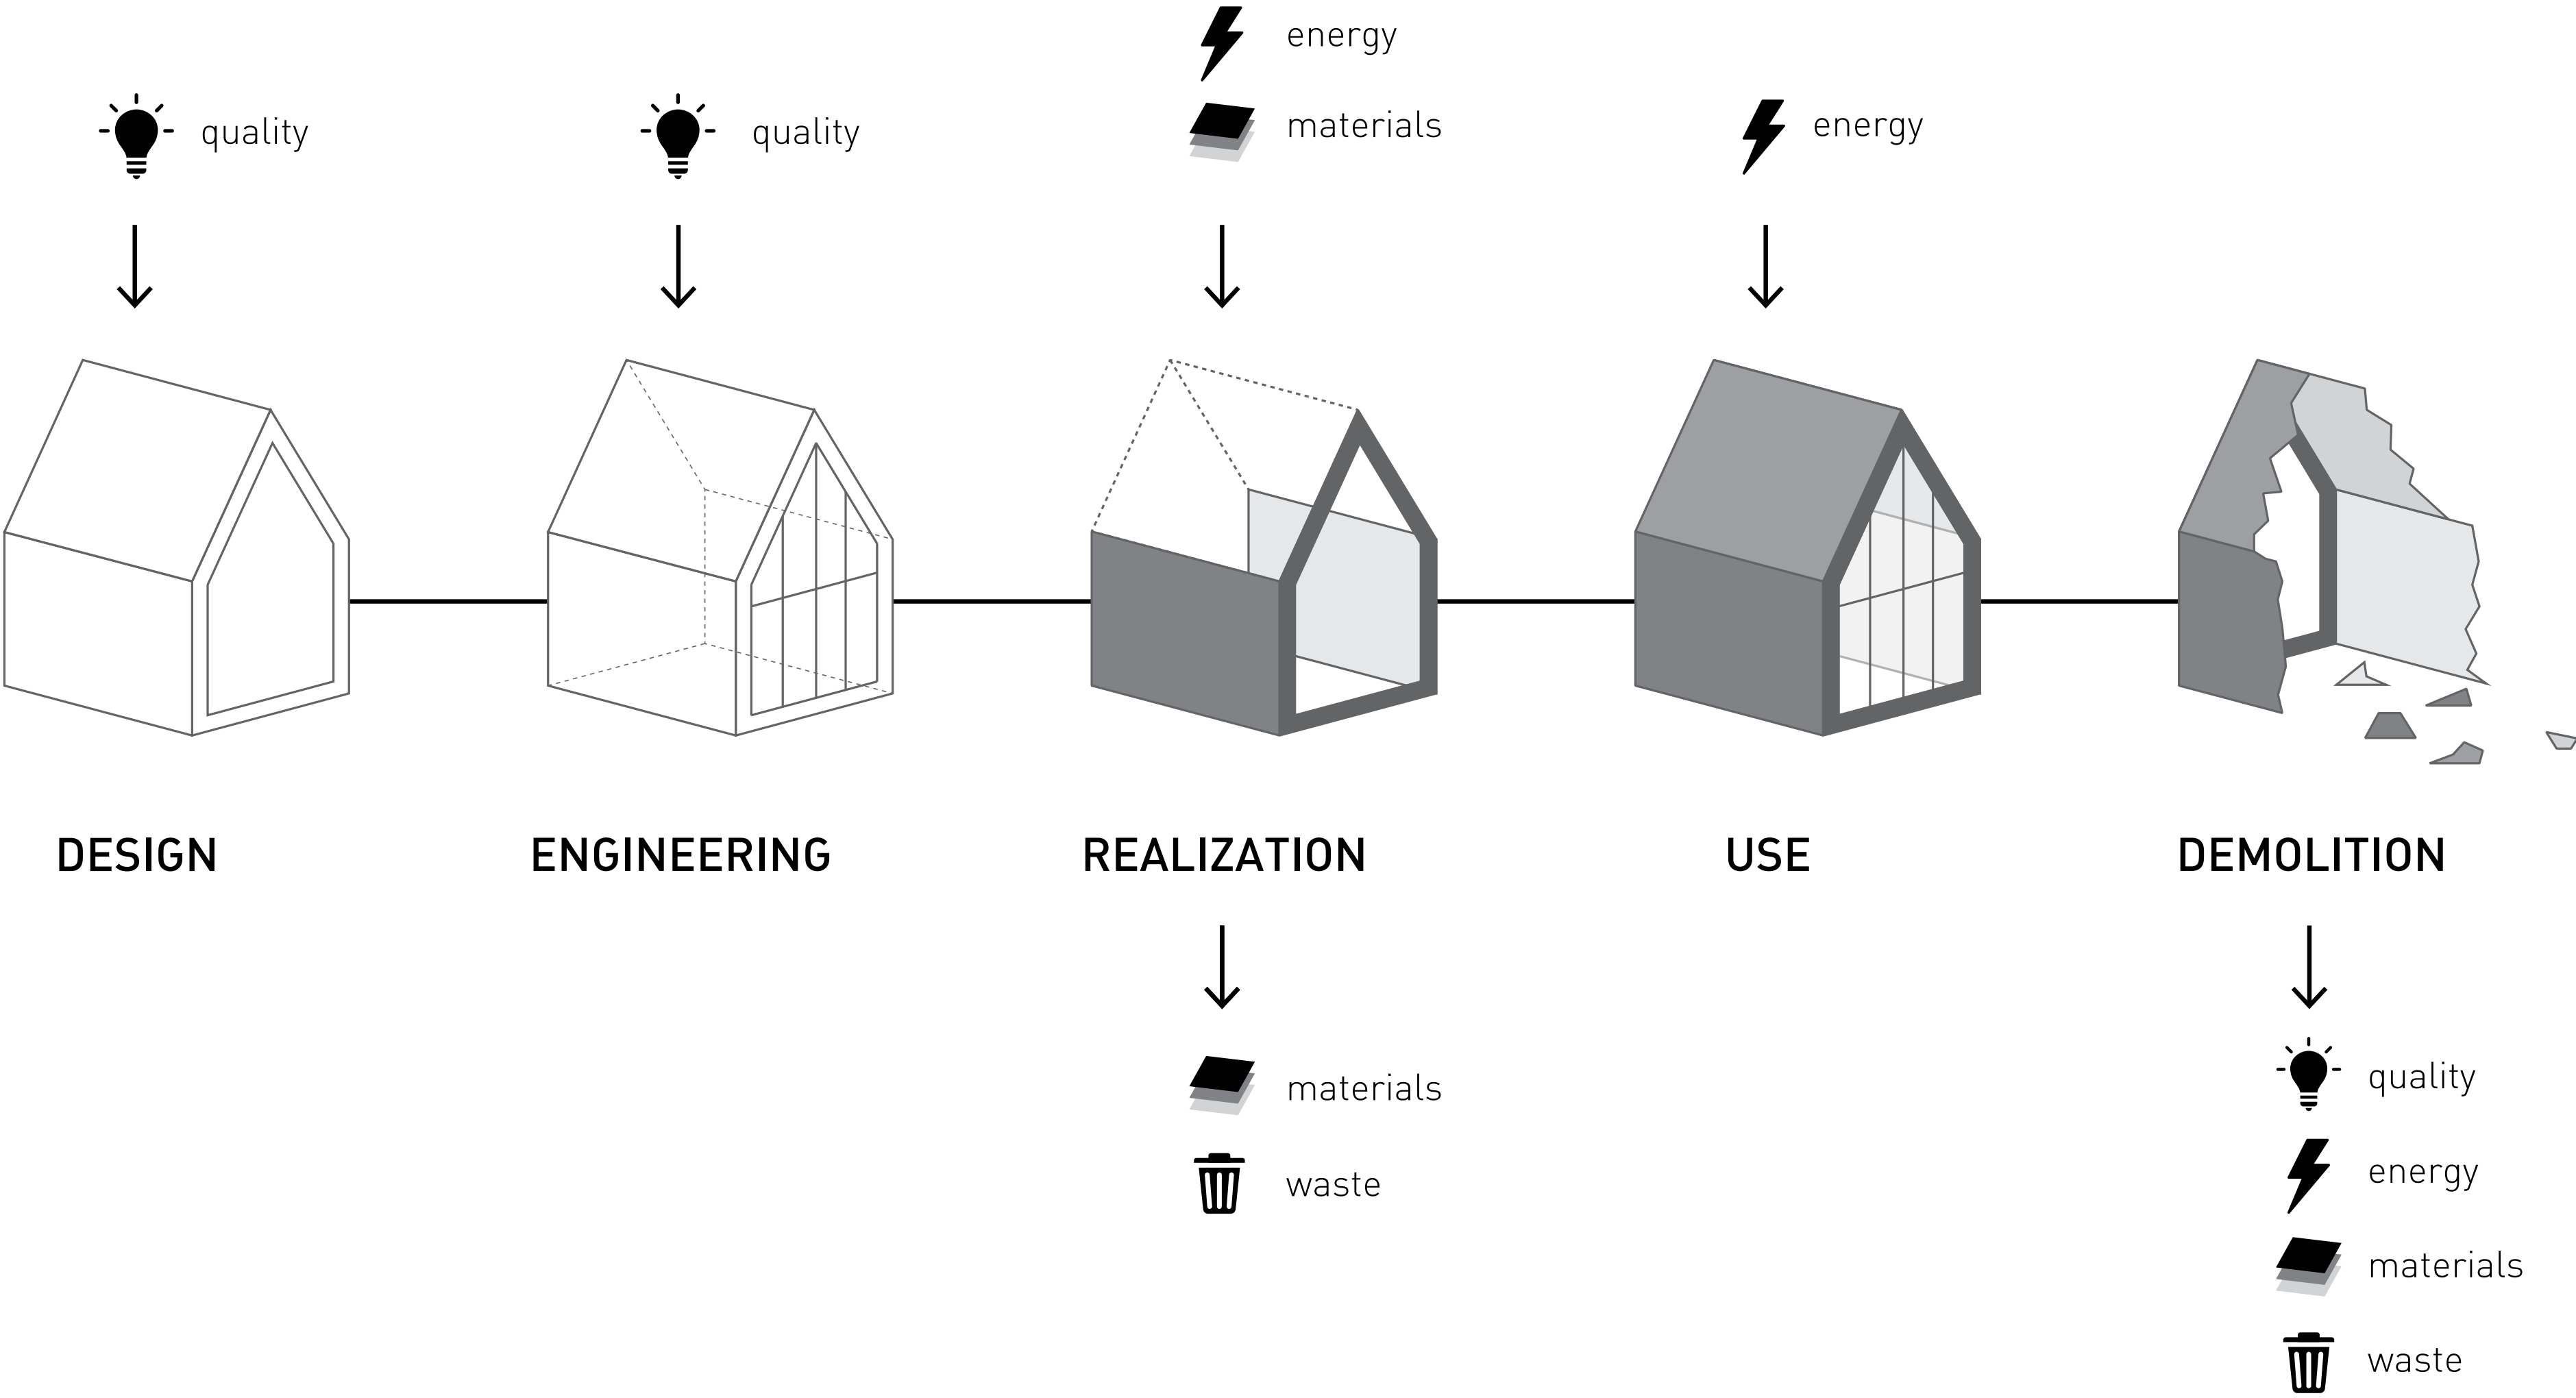 energy
materials
quality
quality
energy
DESIGN
ENGINEERING
REALIZATION
USE
DEMOLITION
materials
waste
quality
energy
materials
waste